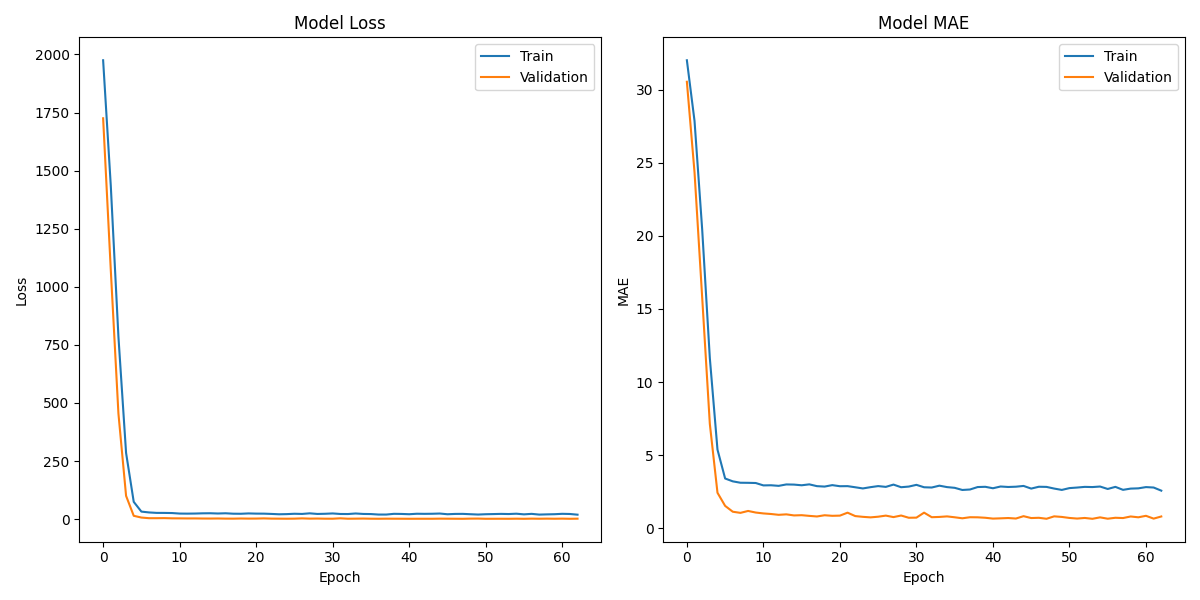 Model Loss
2000
1750
1500
1250
1000
750
500
250
0
Loss
0 10 20 30 40 50 60
Epoch
Train
Validation
Model MAE
30
25
20
15
10
5
0
MAE
0 10 20 30 40 50 60
Epoch
Train
Validation